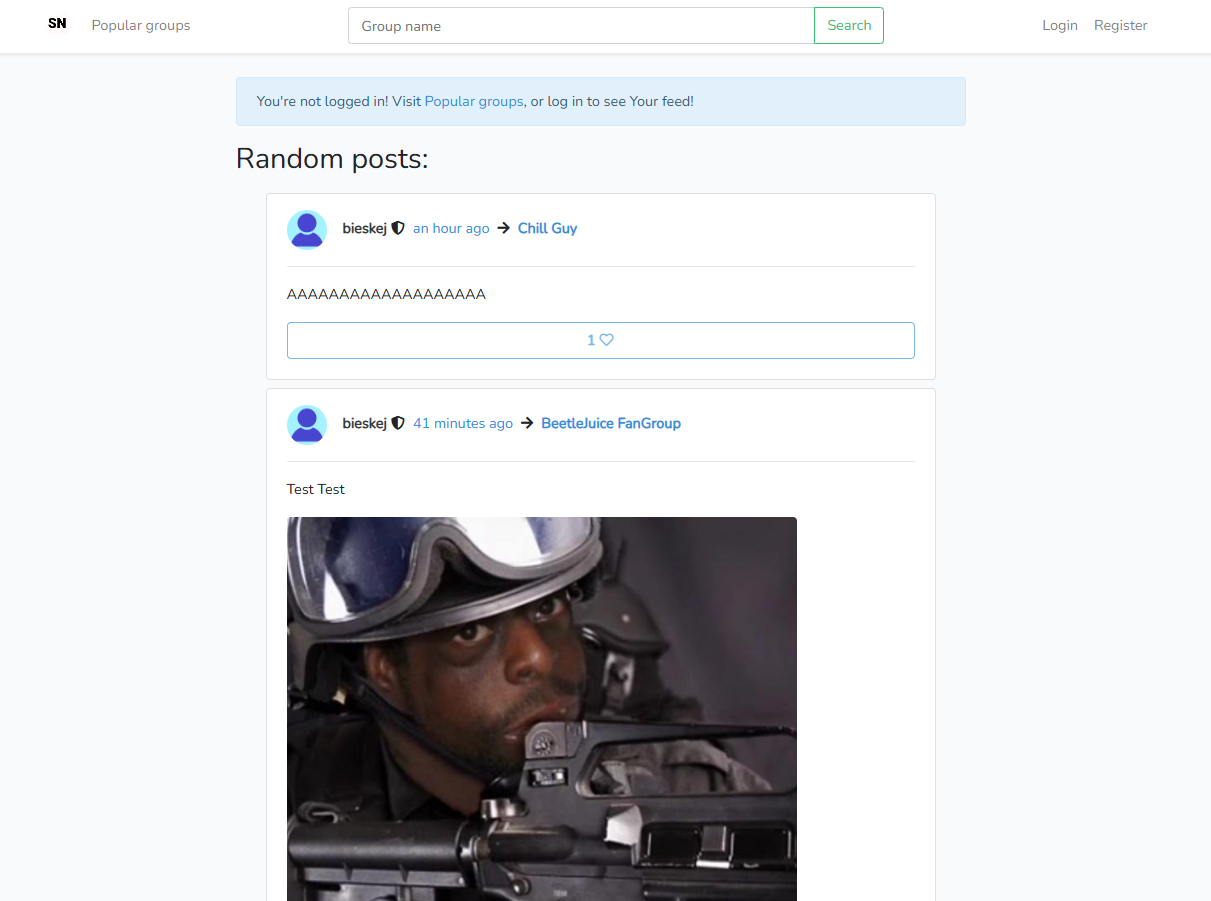 SN Popular groups Group name Search Login Register
You're not logged in! Visit Popular groups, or log in to see Your feed!
Random posts:
bieskej an hour ago → Chill Guy
AAAAAAAAAAAAAAAAAAA
1
bieskej 41 minutes ago → BeetleJuice FanGroup
Test Test